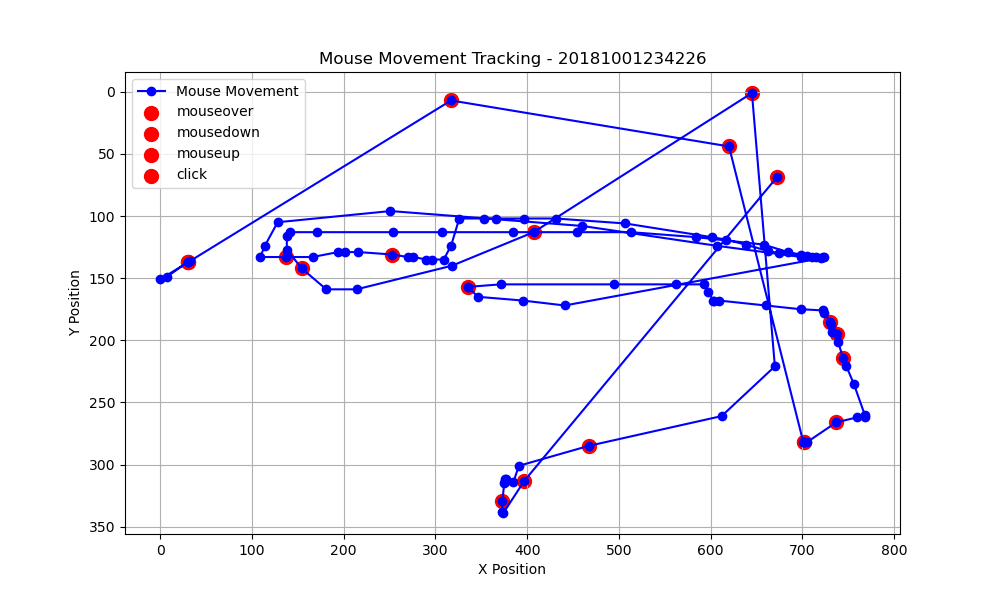 Mouse Movement Tracking - 20181001234226
Mouse Movement
mouseover
mousedown
mouseup
click
0
50
100
150
200
250
300
350
Y Position
0 100 200 300 400 500 600 700 800
X Position